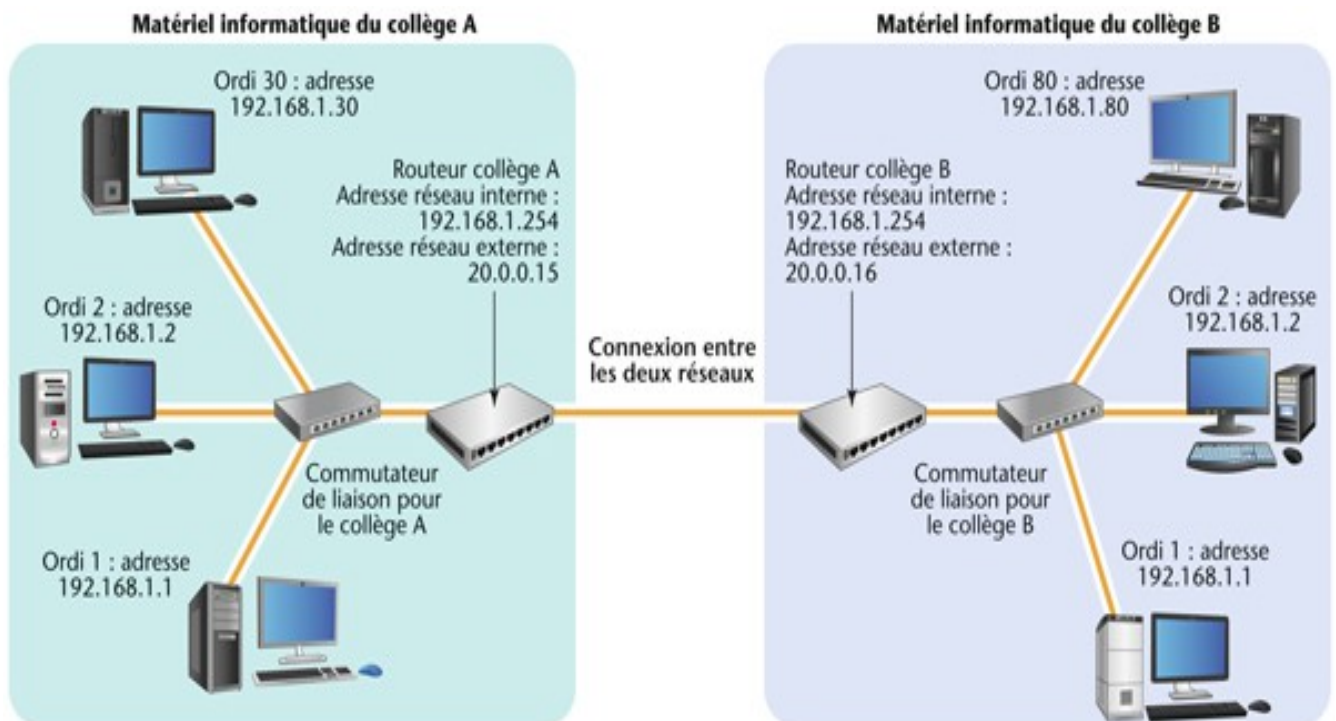 Matériel informatique du collège A
Ordi 30 : adresse
192.168.1.30
Routeur collège A
Adresse réseau interne :
192.168.1.254
Adresse réseau externe :
20.0.0.15
Ordi 2 : adresse
192.168.1.2
Commutateur
de liaison pour
le collège A
Ordi 1 : adresse
192.168.1.1
Connexion entre
les deux réseaux
Matériel informatique du collège B
Ordi 80 : adresse
192.168.1.80
Routeur collège B
Adresse réseau interne :
192.168.1.254
Adresse réseau externe :
20.0.0.16
Ordi 2 : adresse
192.168.1.2
Commutateur
de liaison pour
le collège B
Ordi 1 : adresse
192.168.1.1